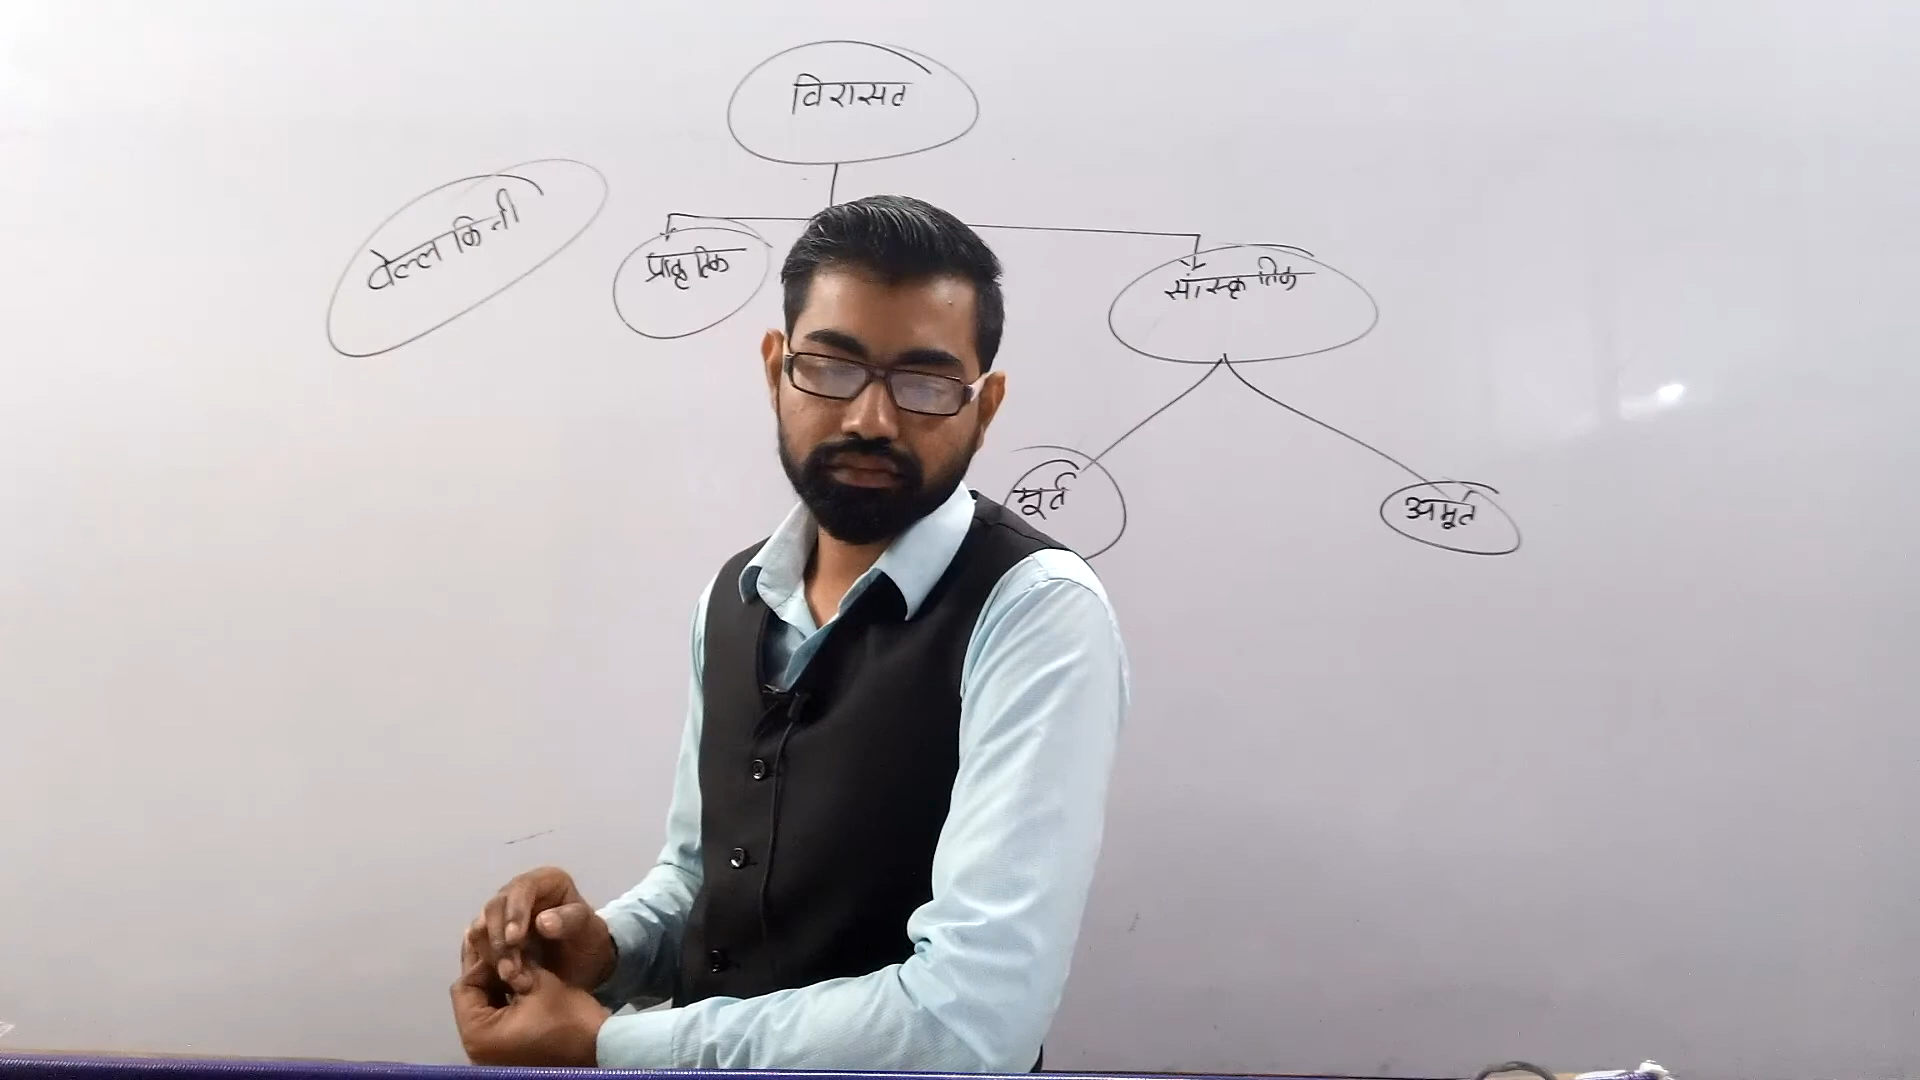 विरासत
वेल्लकिनी
प्राकृतिक
सांस्कृतिक
मूर्त
अमूर्त